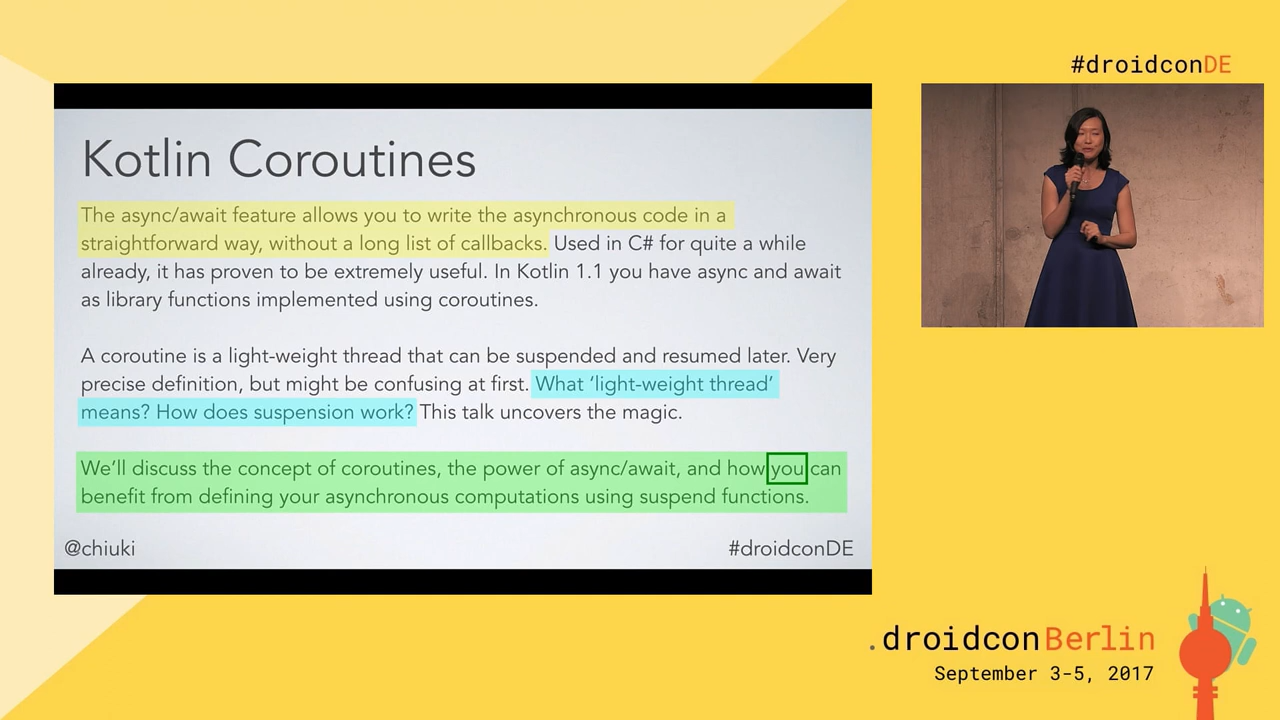 #droidconDE
Kotlin Coroutines
The async/await feature allows you to write the asynchronous code in a
straightforward way, without a long list of callbacks. Used in C# for quite a while
already, it has proven to be extremely useful. In Kotlin 1.1 you have async and await
as library functions implemented using coroutines.
A coroutine is a light-weight thread that can be suspended and resumed later. Very
precise definition, but might be confusing at first. What ‘light-weight thread’
means? How does suspension work? This talk uncovers the magic.
We’ll discuss the concept of coroutines, the power of async/await, and how you can
benefit from defining your asynchronous computations using suspend functions.
@chiuki
#droidconDE
.droidconBerlin
September 3-5, 2017